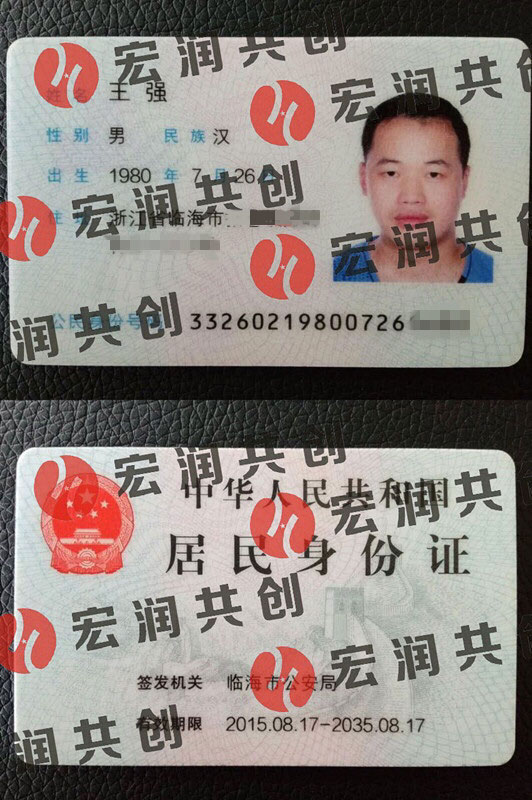 宏润共创
姓名 王强
宏润共创
性别 男 民族 汉
出生 1980 年 7 月 26 日
宏润共创
住址 浙江省临海市
宏润共创
公民身份号码 33260219800726
润共创
宏润共创
中华人民共和国
宏润共创
居民身份证
宏润共创
签发机关 临海市公安局
宏润共创
有效期限 2015.08.17-2035.08.17
润共创